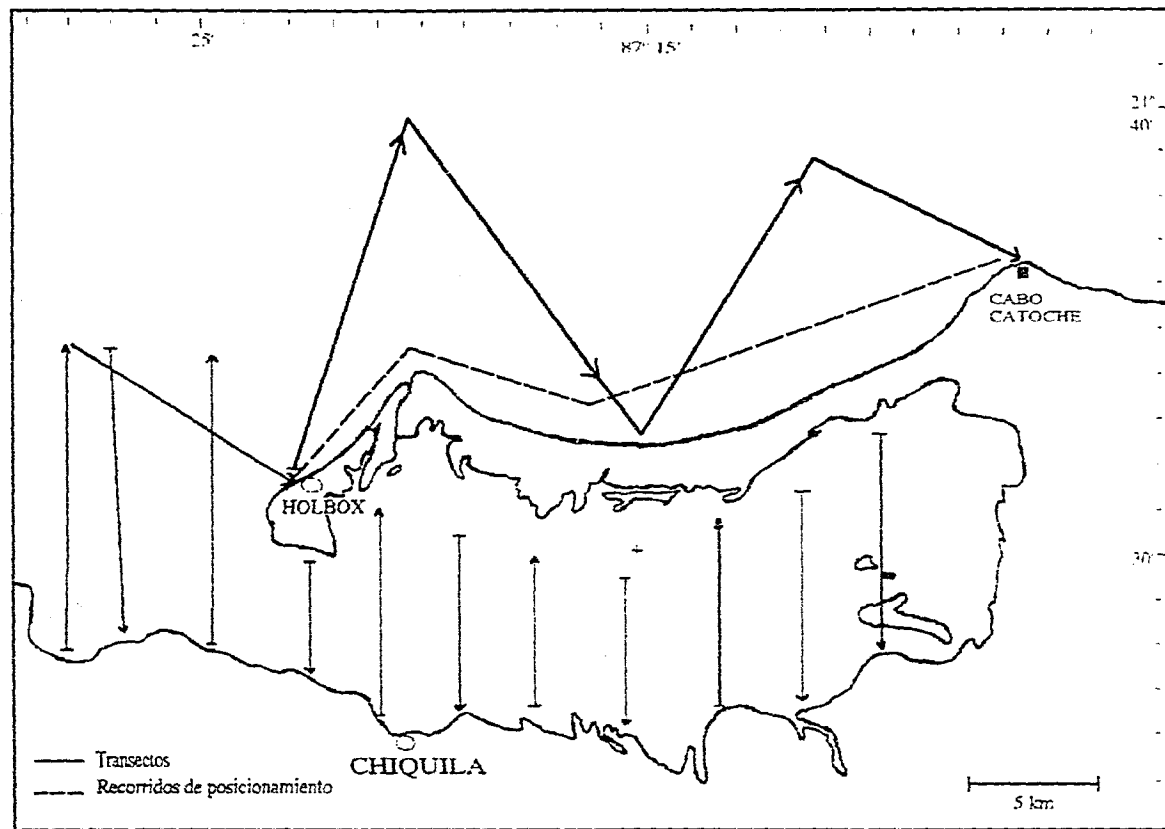 25'
87° 15'
21°
40'
CABO
CATOCHE
HOLBOX
30'
Transectos
CHIQUILA
Recorridos de posicionamiento
5 km